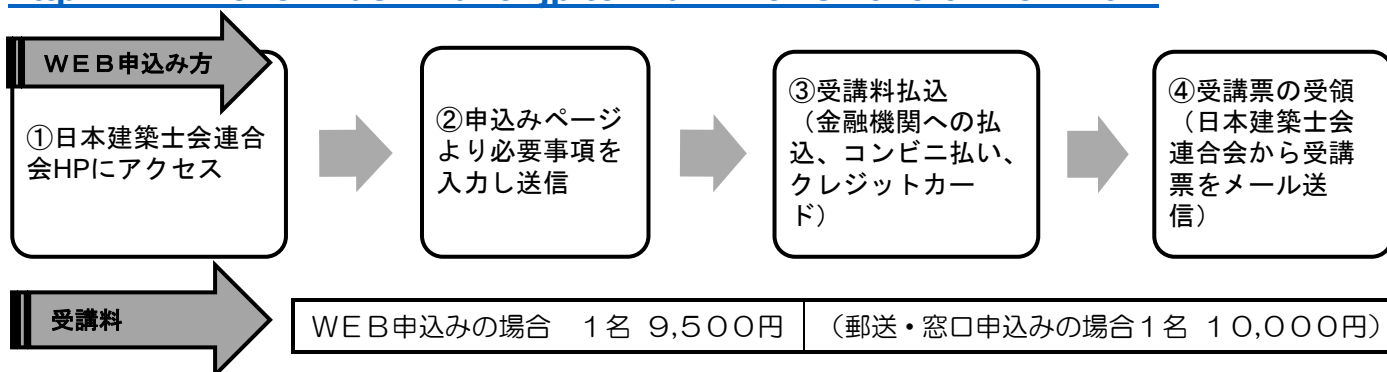 WEB申込み方
①日本建築士会連合
会HPにアクセス
②申込みページ
より必要事項を
入力し送信
③受講料払込
(金融機関への払
込、コンビニ払い、
クレジットカー
ド)
④受講票の受領
(日本建築士会
連合会から受講
票をメール送
信)
受講料
WEB申込みの場合 1名 9,500円
(郵送・窓口申込みの場合1名 10,000円)